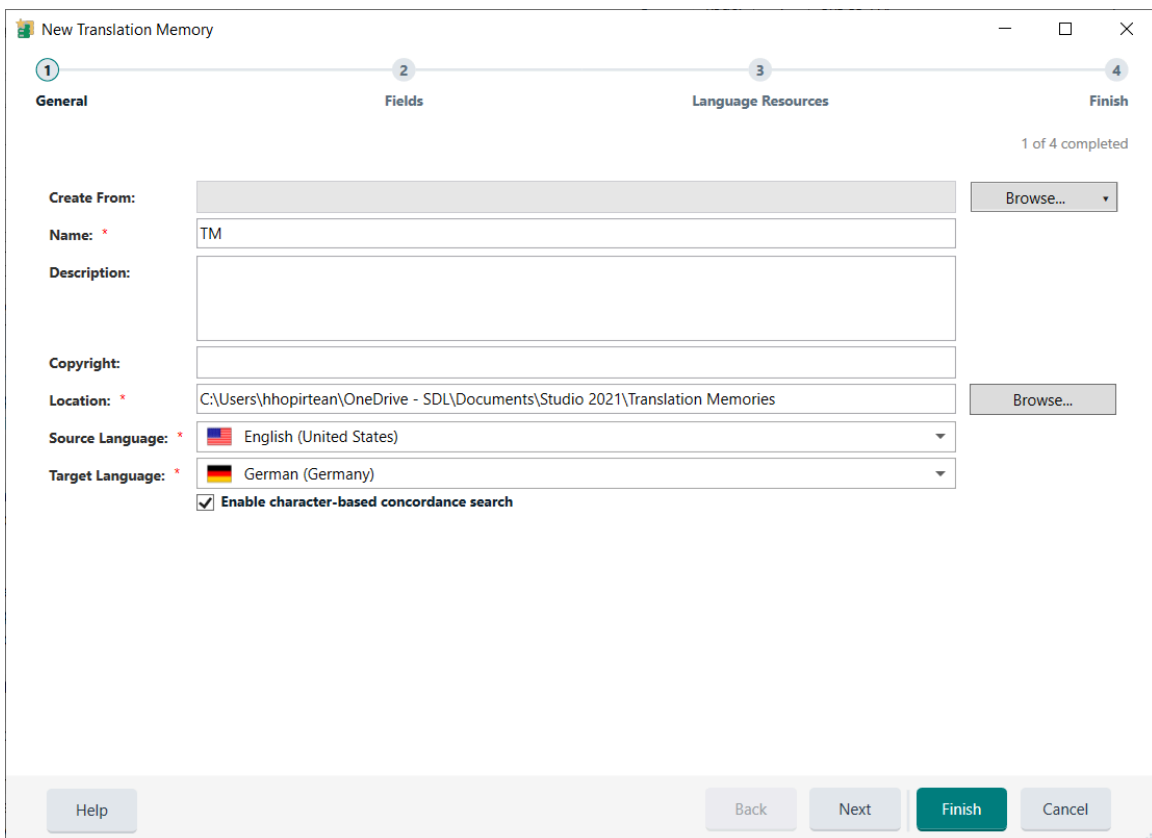 New Translation Memory
1 2 3 4
General Fields Language Resources Finish
1 of 4 completed
Create From: Browse...
Name: * TM
Description:
Copyright:
Location: * C:\Users\hhopirtean\OneDrive - SDL\Documents\Studio 2021\Translation Memories Browse...
Source Language: * English (United States)
Target Language: * German (Germany)
Enable character-based concordance search
Help Back Next Finish Cancel